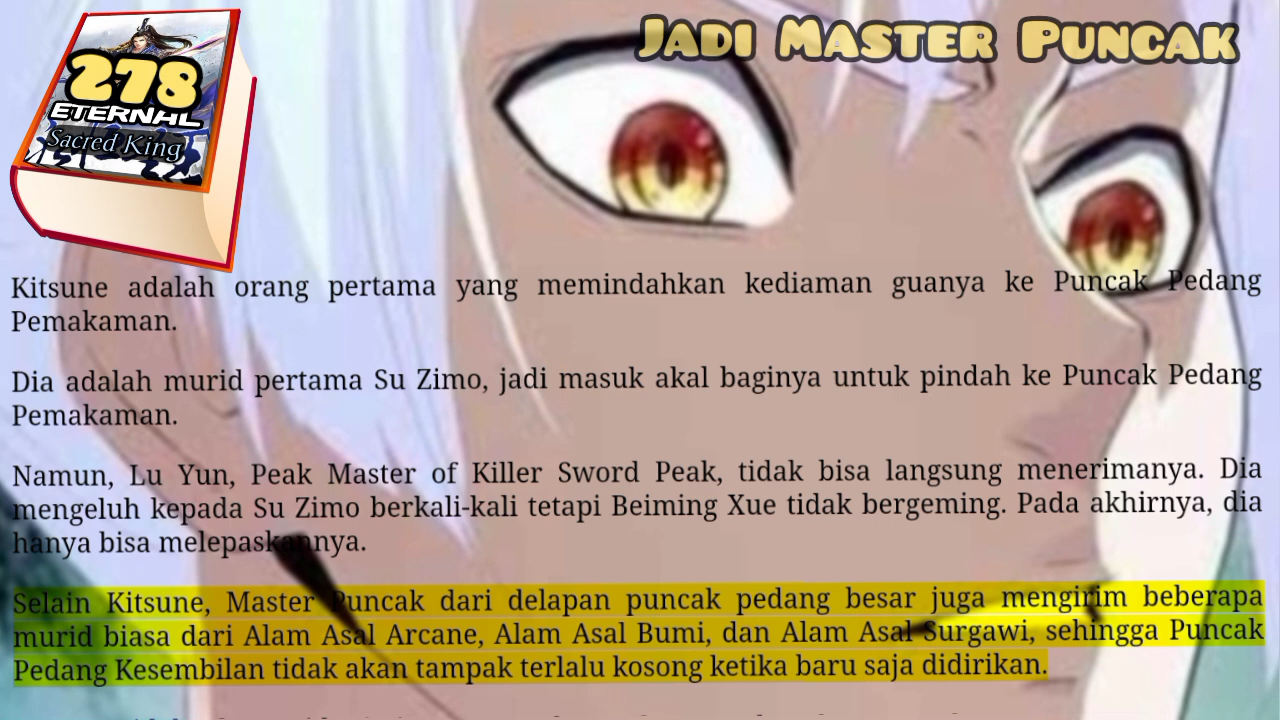 Jadi Master Puncak
278
ETERNAL
Sacred King
Kitsune adalah orang pertama yang memindahkan kediaman guanya ke Puncak Pedang
Pemakaman.
Dia adalah murid pertama Su Zimo, jadi masuk akal baginya untuk pindah ke Puncak Pedang
Pemakaman.
Namun, Lu Yun, Peak Master of Killer Sword Peak, tidak bisa langsung menerimanya. Dia
mengeluh kepada Su Zimo berkali-kali tetapi Beiming Xue tidak bergeming. Pada akhirnya, dia
hanya bisa melepaskannya.
Selain Kitsune, Master Puncak dari delapan puncak pedang besar juga mengirim beberapa
murid biasa dari Alam Asal Arcane, Alam Asal Bumi, dan Alam Asal Surgawi, sehingga Puncak
Pedang Kesembilan tidak akan tampak terlalu kosong ketika baru saja didirikan.